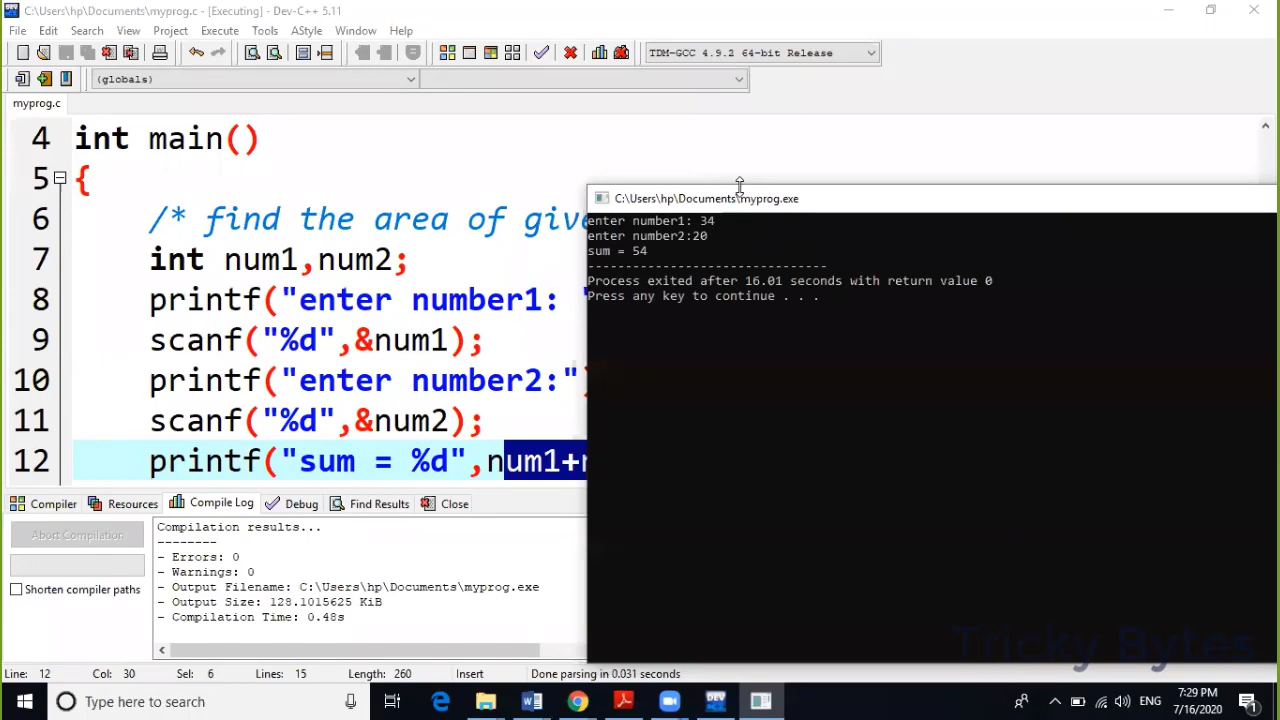 C:\Users\hp\Documents\myprog.c - [Executing] - Dev-C++ 5.11
File Edit Search View Project Execute Tools AStyle Window Help
TDM-GCC 4.9.2 64-bit Release
(globals)
myprog.c
4 int main()
5 {
6 /* find the area of give
7 int num1,num2;
8 printf("enter number1: "
9 scanf("%d",&num1);
10 printf("enter number2:")
11 scanf("%d",&num2);
12 printf("sum = %d",num1+n
C:\Users\hp\Documents\myprog.exe
enter number1: 34
enter number2:20
sum = 54
--------------------------------
Process exited after 16.01 seconds with return value 0
Press any key to continue . . .
Compiler Resources Compile Log Debug Find Results Close
Abort Compilation
Shorten compiler paths
Compilation results...
--------
- Errors: 0
- Warnings: 0
- Output Filename: C:\Users\hp\Documents\myprog.exe
- Output Size: 128.1015625 KiB
- Compilation Time: 0.48s
Tricky Bytes
Line: 12 Col: 30 Sel: 6 Lines: 15 Length: 260 Insert Done parsing in 0.031 seconds
Type here to search
DEV
ENG
7:29 PM
7/16/2020
1